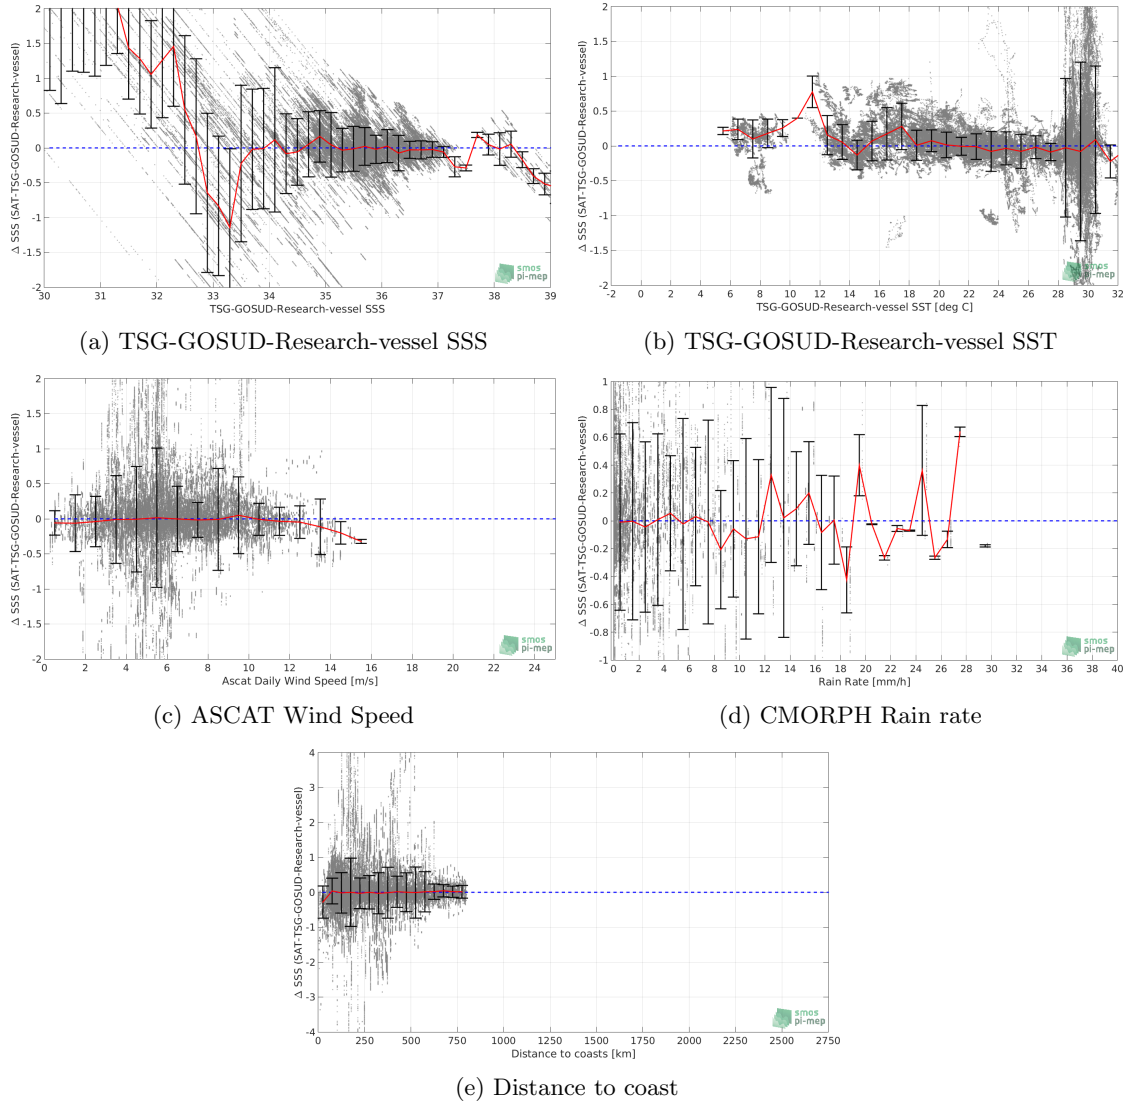 2
1.5
1
0.5
0
-0.5
-1
-1.5
-2
Δ SSS (SAT-TSG-GOSUD-Research-vessel)
30 31 32 33 34 35 36 37 38 39
TSG-GOSUD-Research-vessel SSS
smos
pi-mep
(a) TSG-GOSUD-Research-vessel SSS
2
1.5
1
0.5
0
-0.5
-1
-1.5
-2
Δ SSS (SAT-TSG-GOSUD-Research-vessel)
-2 0 2 4 6 8 10 12 14 16 18 20 22 24 26 28 30 32
TSG-GOSUD-Research-vessel SST [deg C]
smos
pi-mep
(b) TSG-GOSUD-Research-vessel SST
2
1.5
1
0.5
0
-0.5
-1
-1.5
-2
Δ SSS (SAT-TSG-GOSUD-Research-vessel)
0 2 4 6 8 10 12 14 16 18 20 22 24
Ascat Daily Wind Speed [m/s]
smos
pi-mep
(c) ASCAT Wind Speed
1
0.8
0.6
0.4
0.2
0
-0.2
-0.4
-0.6
-0.8
-1
Δ SSS (SAT-TSG-GOSUD-Research-vessel)
0 2 4 6 8 10 12 14 16 18 20 22 24 26 28 30 32 34 36 38 40
Rain Rate [mm/h]
smos
pi-mep
(d) CMORPH Rain rate
4
3
2
1
0
-1
-2
-3
-4
Δ SSS (SAT-TSG-GOSUD-Research-vessel)
0 250 500 750 1000 1250 1500 1750 2000 2250 2500 2750
Distance to coasts [km]
smos
pi-mep
(e) Distance to coast